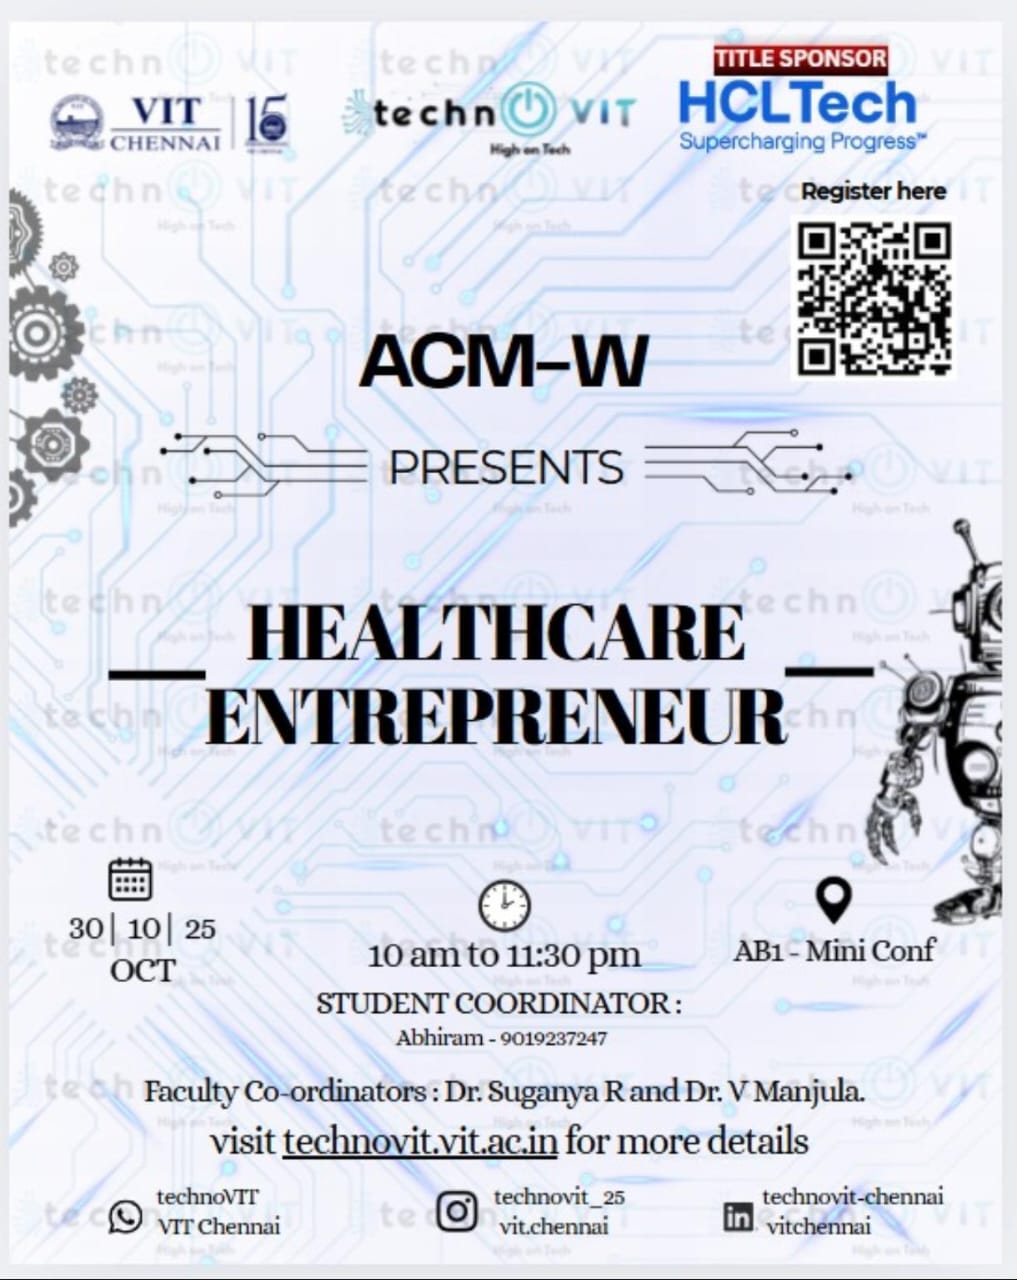 TITLE SPONSOR
VIT
CHENNAI
15
technO VIT
High on Tech
HCLTech
Supercharging Progress™
Register here
ACM-W
PRESENTS
HEALTHCARE
ENTREPRENEUR
30| 10| 25
OCT
10 am to 11:30 pm
AB1 - Mini Conf
STUDENT COORDINATOR :
Abhiram - 9019237247
Faculty Co-ordinators : Dr. Suganya R and Dr. V Manjula.
visit technovit.vit.ac.in for more details
technoVIT
VIT Chennai
technovit_25
vit.chennai
technovit-chennai
vitchennai